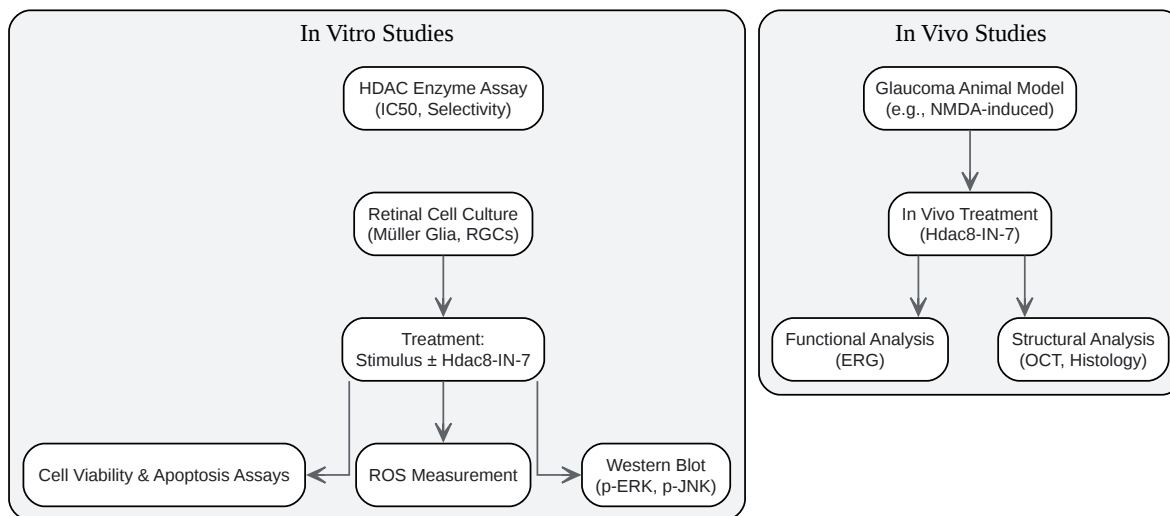 In Vitro Studies
HDAC Enzyme Assay
(IC50, Selectivity)
Retinal Cell Culture
(Müller Glia, RGCs)
Treatment:
Stimulus ± Hdac8-IN-7
Cell Viability & Apoptosis Assays
ROS Measurement
Western Blot
(p-ERK, p-JNK)
In Vivo Studies
Glaucoma Animal Model
(e.g., NMDA-induced)
In Vivo Treatment
(Hdac8-IN-7)
Functional Analysis
(ERG)
Structural Analysis
(OCT, Histology)